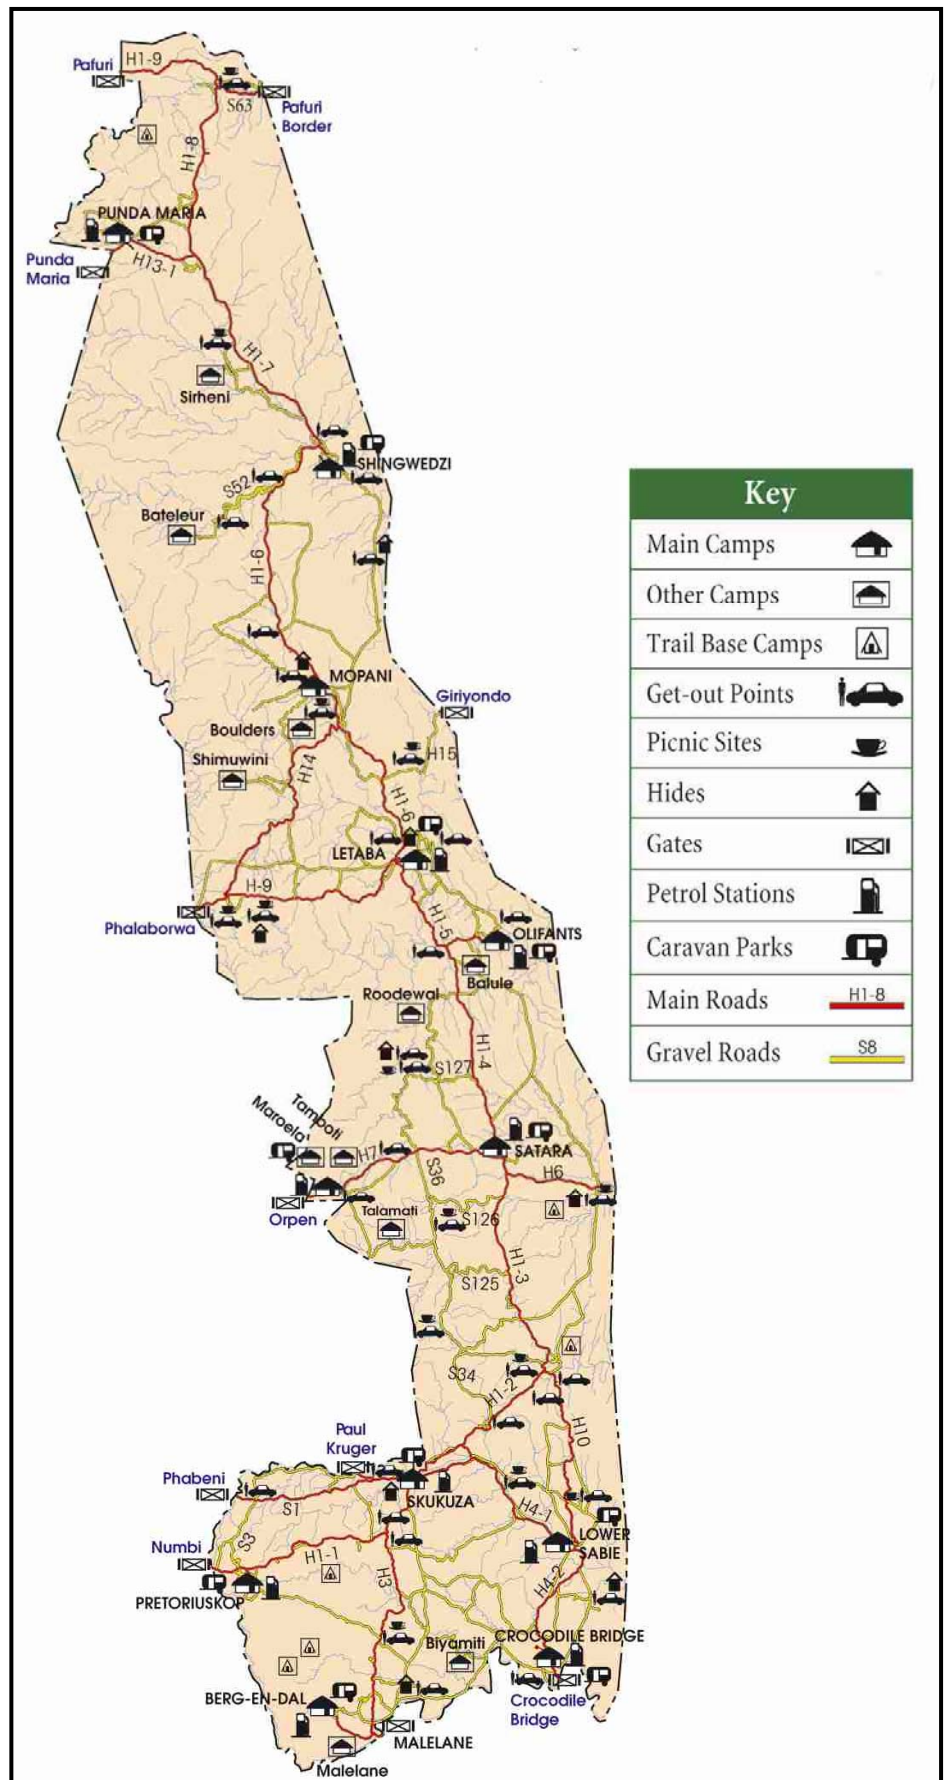 Pafuri
H1-9
S63
Pafuri
Border
H1-8
PUNDA MARIA
Punda
Maria
H13-1
H1-7
Sirheni
SHINGWEDZI
S52
Bateleur
H1-6
MOPANI
Giriyondo
Boulders
H15
Shimuwini
H14
H1-6
LETABA
H-9
Phalaborwa
H1-5
OLIFANTS
Balule
Roodewal
H1-4
S127
Tamboti
Maroela
H7
SATARA
S36
H6
Orpen
Talamati
S126
H1-3
S125
S34
H1-2
H10
Paul
Kruger
Phabeni
SKUKUZA
S1
H4-1
LOWER
SABIE
S3
Numbi
H1-1
H3
H4-2
PRETORIUSKOP
CROCODILE BRIDGE
Biyamiti
BERG-EN-DAL
Crocodile
Bridge
MALELANE
Malelane
Key
Main Camps
Other Camps
Trail Base Camps
Get-out Points
Picnic Sites
Hides
Gates
Petrol Stations
Caravan Parks
Main Roads H1-8
Gravel Roads S8